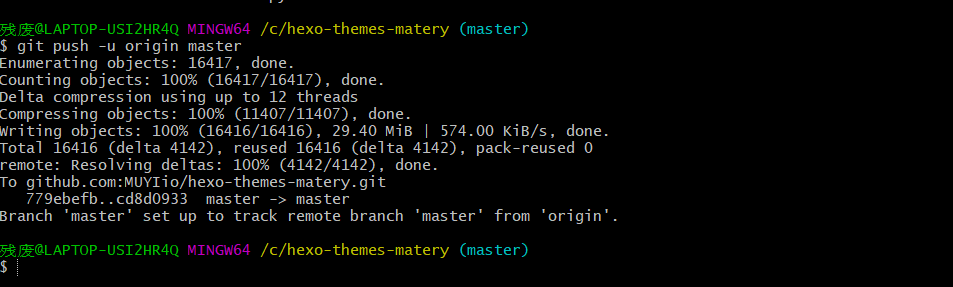 残废@LAPTOP-USI2HR4Q MINGW64 /c/hexo-themes-matery (master)
$ git push -u origin master
Enumerating objects: 16417, done.
Counting objects: 100% (16417/16417), done.
Delta compression using up to 12 threads
Compressing objects: 100% (11407/11407), done.
Writing objects: 100% (16416/16416), 29.40 MiB | 574.00 KiB/s, done.
Total 16416 (delta 4142), reused 16416 (delta 4142), pack-reused 0
remote: Resolving deltas: 100% (4142/4142), done.
To github.com:MUYIio/hexo-themes-matery.git
   779ebefb..cd8d0933  master -> master
Branch 'master' set up to track remote branch 'master' from 'origin'.
残废@LAPTOP-USI2HR4Q MINGW64 /c/hexo-themes-matery (master)
$